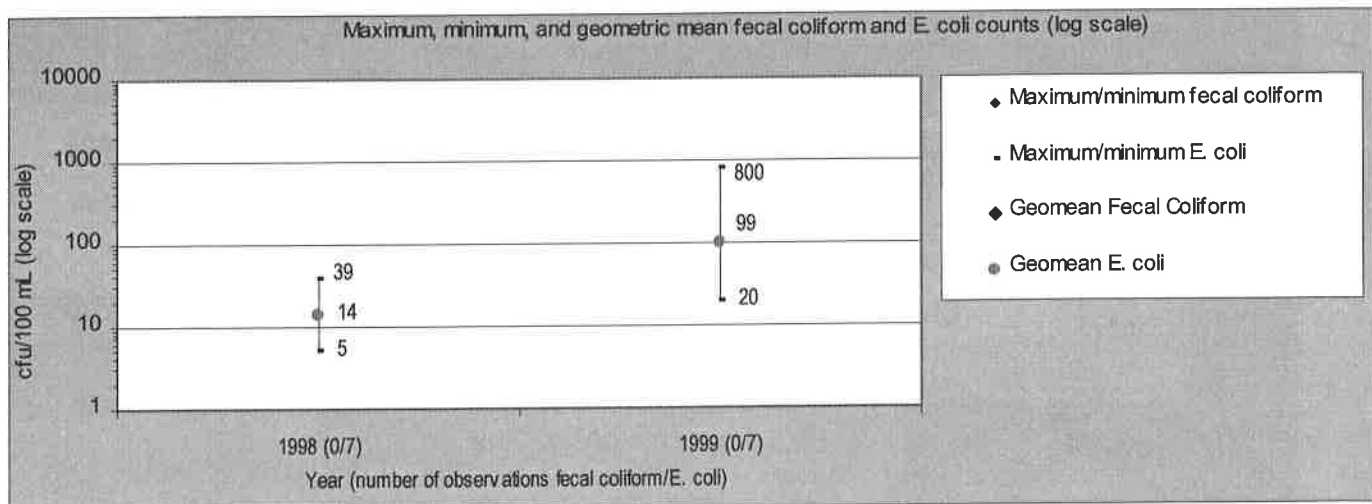 Maximum, minimum, and geometric mean fecal coliform and E. coli counts (log scale)
cfu/100 mL (log scale)
10000
1000
100
10
1
39
14
5
800
99
20
1998 (0/7)
1999 (0/7)
Year (number of observations fecal coliform/E. coli)
Maximum/minimum fecal coliform
Maximum/minimum E. coli
Geomean Fecal Coliform
Geomean E. coli